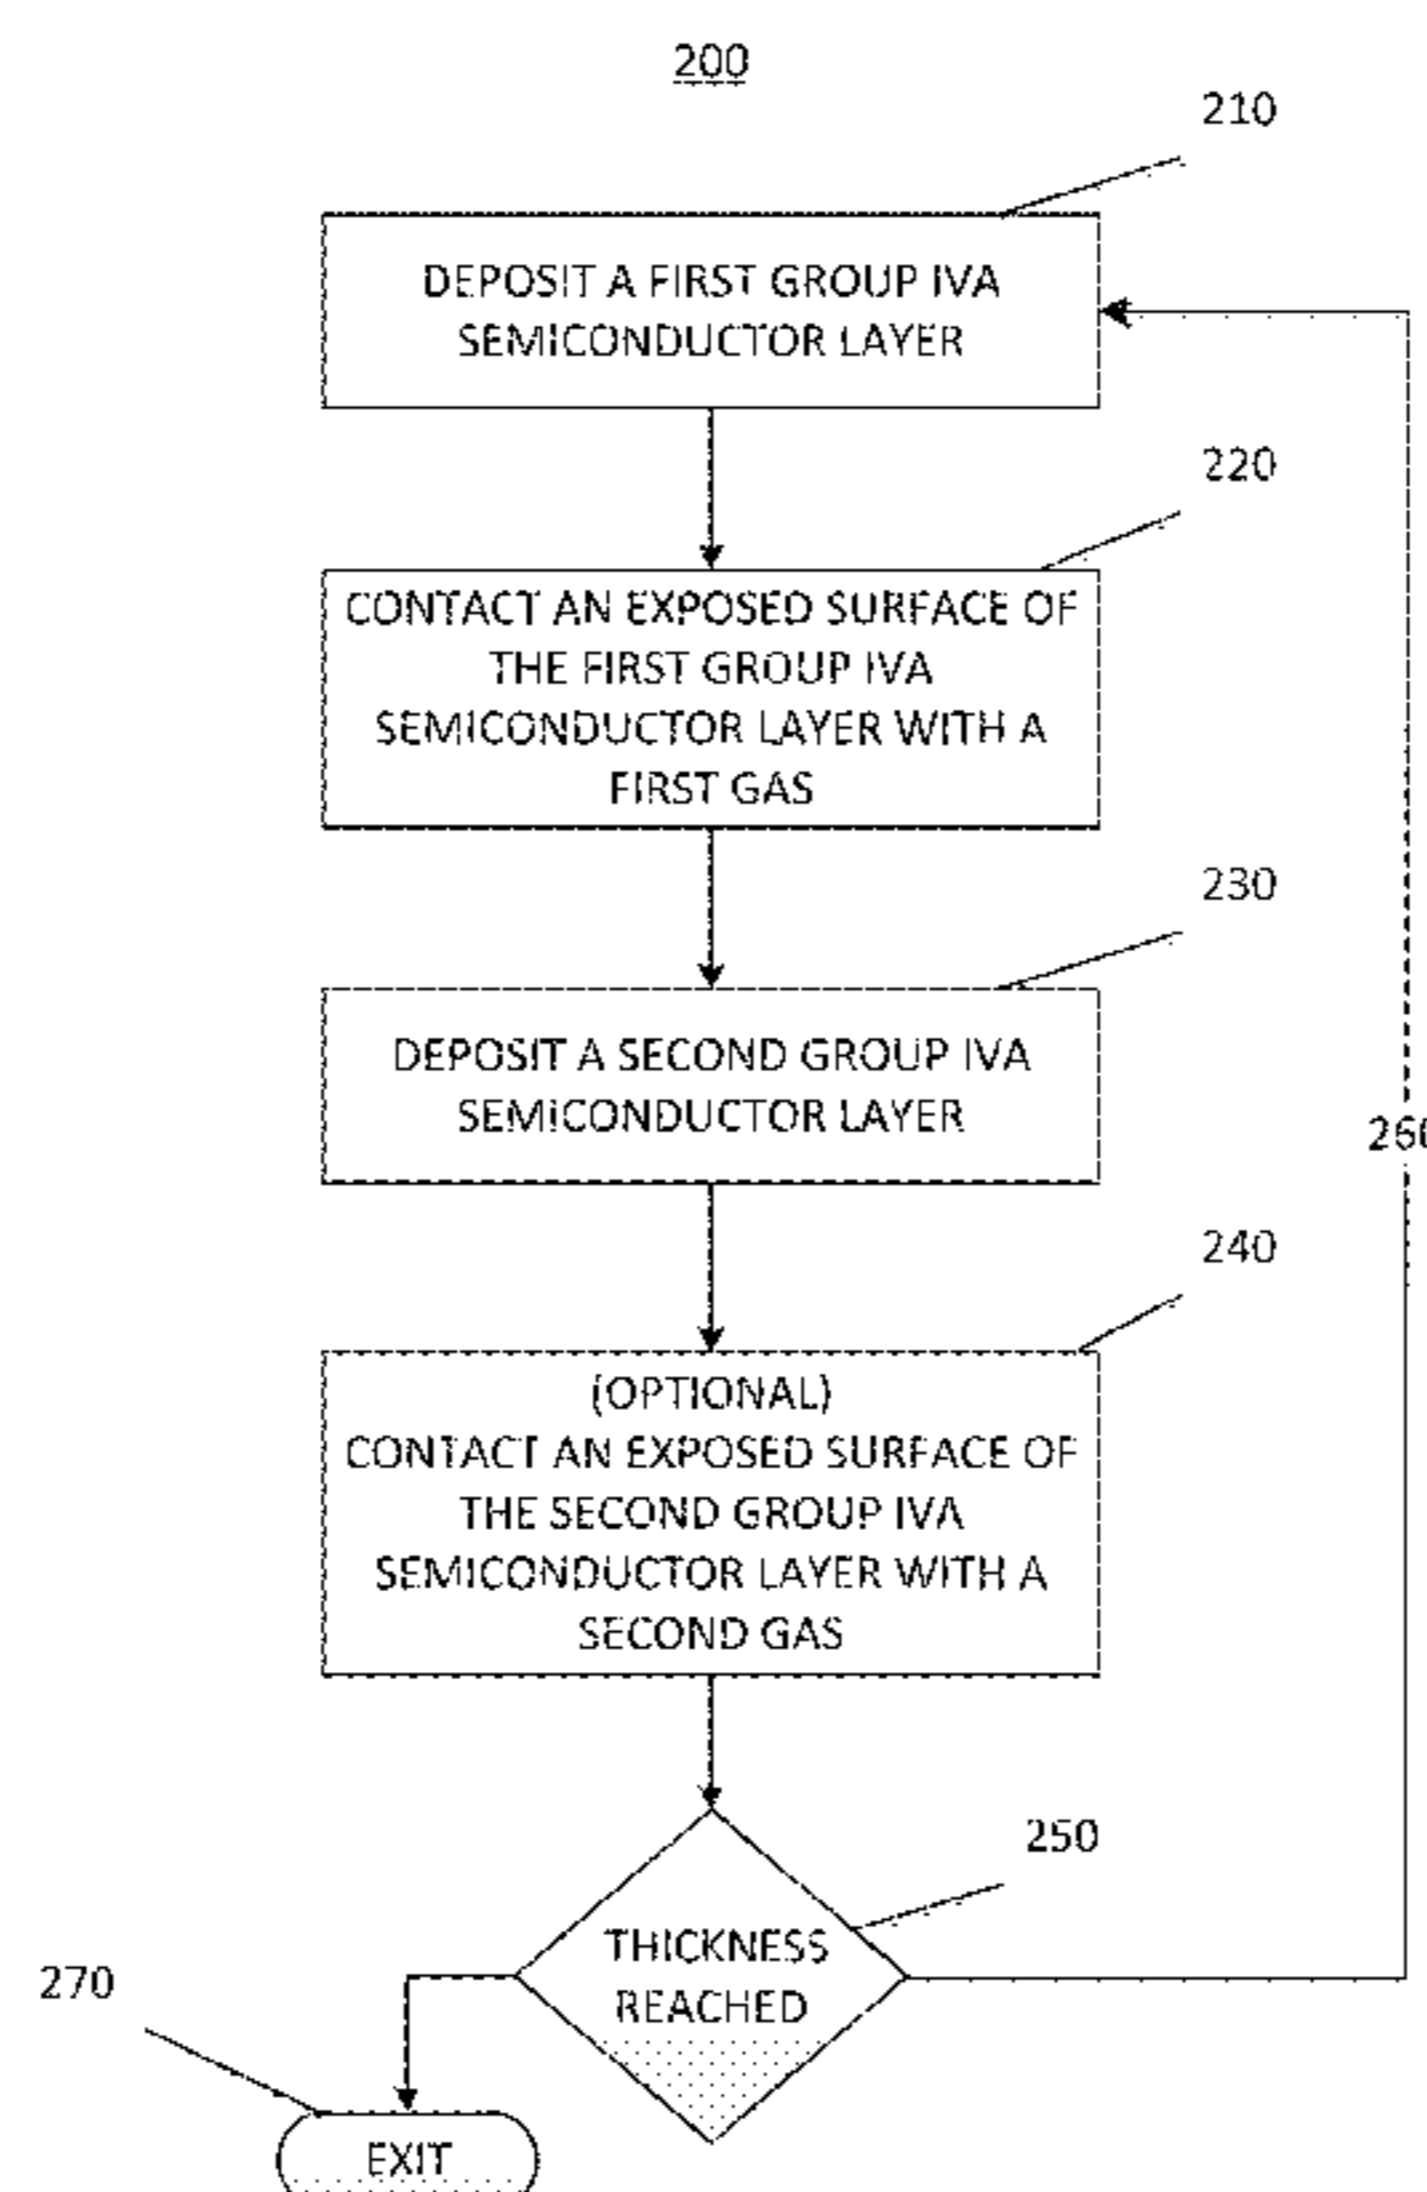 200
210
DEPOSIT A FIRST GROUP IVA
SEMICONDUCTOR LAYER
220
CONTACT AN EXPOSED SURFACE OF
THE FIRST GROUP IVA
SEMICONDUCTOR LAYER WITH A
FIRST GAS
230
DEPOSIT A SECOND GROUP IVA
SEMICONDUCTOR LAYER
260
240
(OPTIONAL)
CONTACT AN EXPOSED SURFACE OF
THE SECOND GROUP IVA
SEMICONDUCTOR LAYER WITH A
SECOND GAS
250
THICKNESS
REACHED
270
EXIT